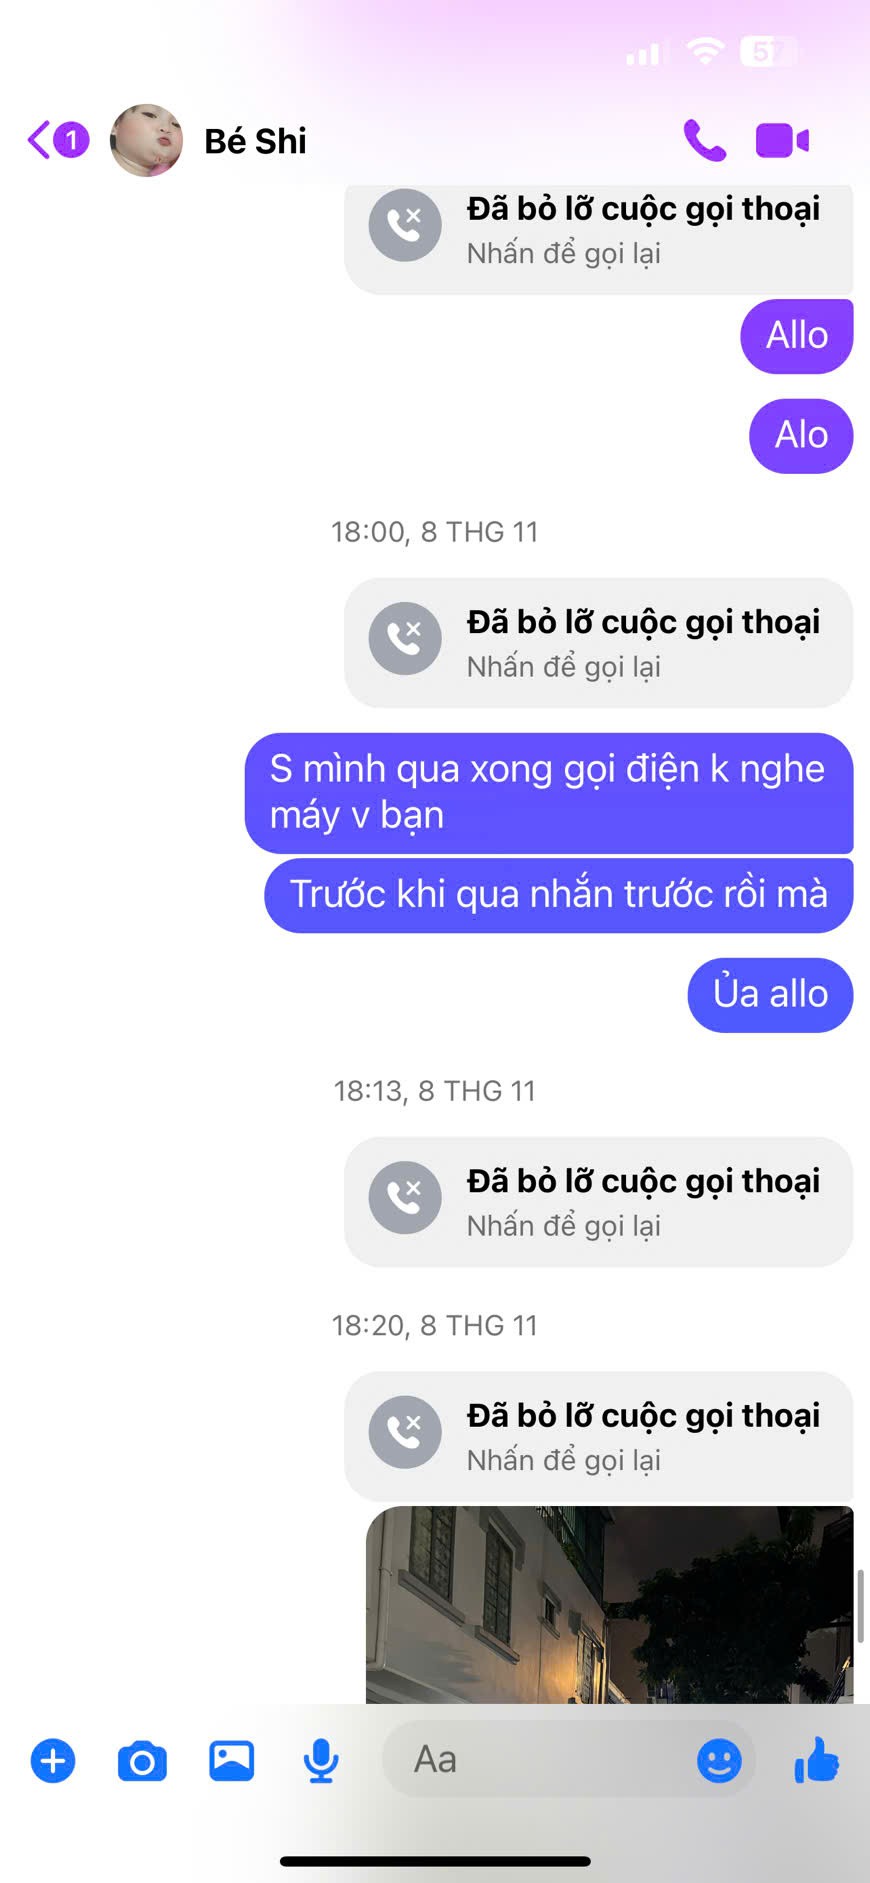 57
1
Bé Shi
Đã bỏ lỡ cuộc gọi thoại
Nhấn để gọi lại
Allo
Alo
18:00, 8 THG 11
Đã bỏ lỡ cuộc gọi thoại
Nhấn để gọi lại
S mình qua xong gọi điện k nghe
máy v bạn
Trước khi qua nhắn trước rồi mà
Ủa allo
18:13, 8 THG 11
Đã bỏ lỡ cuộc gọi thoại
Nhấn để gọi lại
18:20, 8 THG 11
Đã bỏ lỡ cuộc gọi thoại
Nhấn để gọi lại
Aa